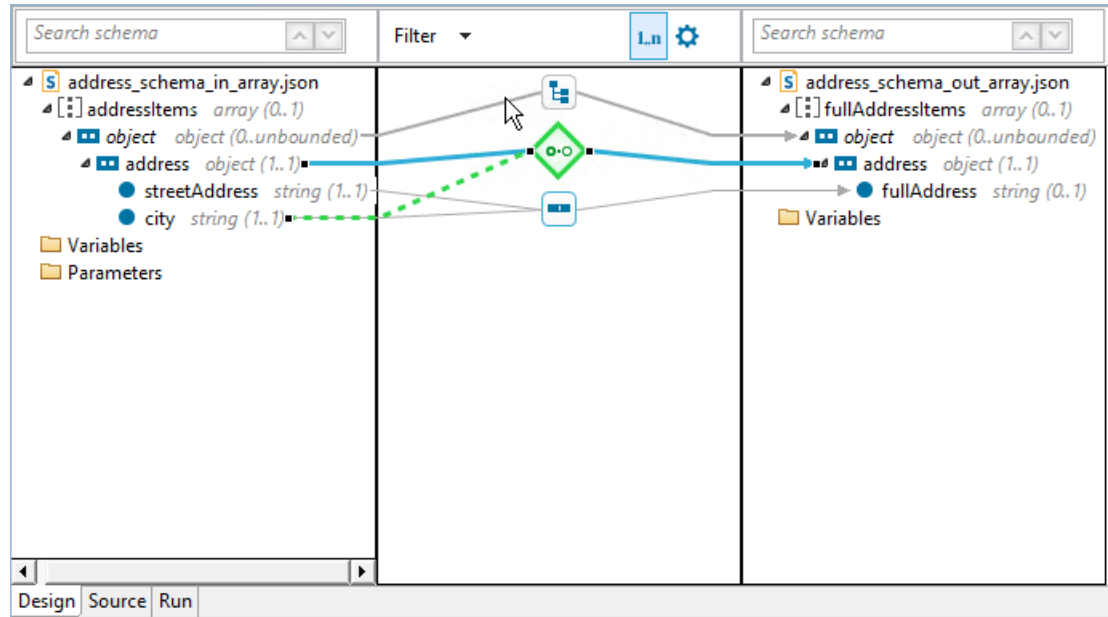 Search schema
Filter
1..n
Search schema
S address_schema_in_array.json
addressItems array (0..1)
object object (0..unbounded)
address object (1..1)
streetAddress string (1..1)
city string (1..1)
Variables
Parameters
S address_schema_out_array.json
fullAddressItems array (0..1)
object object (0..unbounded)
address object (1..1)
fullAddress string (0..1)
Variables
Design Source Run